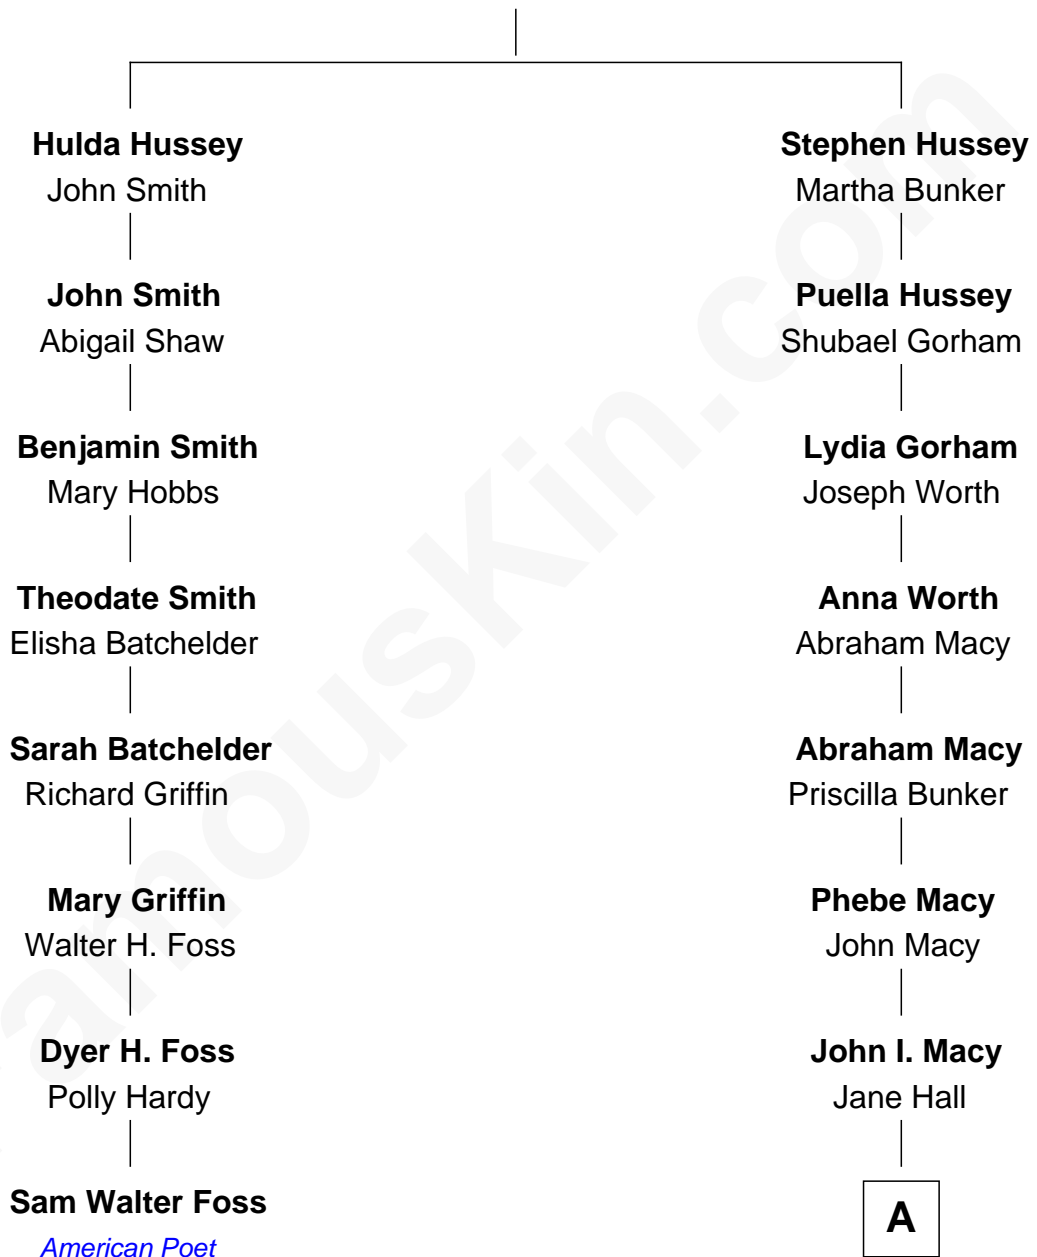 Hulda Hussey
John Smith
John Smith
Abigail Shaw
Benjamin Smith
Mary Hobbs
Theodate Smith
Elisha Batchelder
Sarah Batchelder
Richard Griffin
Mary Griffin
Walter H. Foss
Dyer H. Foss
Polly Hardy
Sam Walter Foss
American Poet
Stephen Hussey
Martha Bunker
Puella Hussey
Shubael Gorham
Lydia Gorham
Joseph Worth
Anna Worth
Abraham Macy
Abraham Macy
Priscilla Bunker
Phebe Macy
John Macy
John I. Macy
Jane Hall
A
amouskin.com